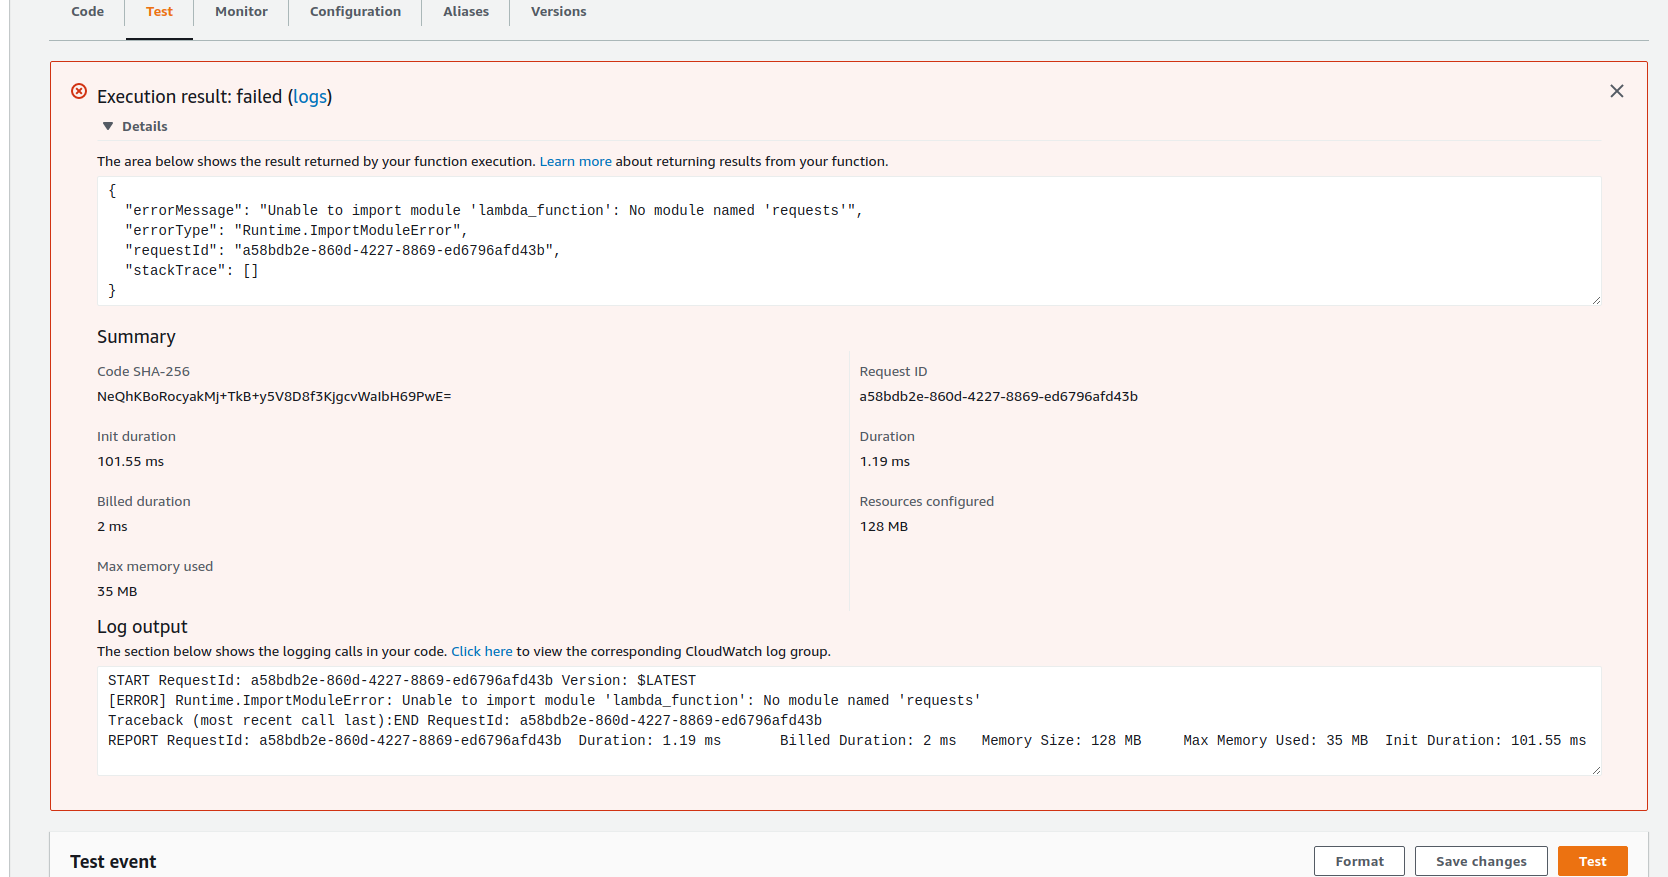 Code Test Monitor Configuration Aliases Versions
Execution result: failed (logs)
Details
The area below shows the result returned by your function execution. Learn more about returning results from your function.
{
"errorMessage": "Unable to import module 'lambda_function': No module named 'requests'",
"errorType": "Runtime.ImportModuleError",
"requestId": "a58bdb2e-860d-4227-8869-ed6796afd43b",
"stackTrace": []
}
Summary
Code SHA-256
NeQhKBoRocyakMj+TkB+y5V8D8f3KjgcvWaIbH69PwE=
Request ID
a58bdb2e-860d-4227-8869-ed6796afd43b
Init duration
101.55 ms
Duration
1.19 ms
Billed duration
2 ms
Resources configured
128 MB
Max memory used
35 MB
Log output
The section below shows the logging calls in your code. Click here to view the corresponding CloudWatch log group.
START RequestId: a58bdb2e-860d-4227-8869-ed6796afd43b Version: $LATEST
[ERROR] Runtime.ImportModuleError: Unable to import module 'lambda_function': No module named 'requests'
Traceback (most recent call last):END RequestId: a58bdb2e-860d-4227-8869-ed6796afd43b
REPORT RequestId: a58bdb2e-860d-4227-8869-ed6796afd43b Duration: 1.19 ms Billed Duration: 2 ms Memory Size: 128 MB Max Memory Used: 35 MB Init Duration: 101.55 ms
Test event Format Save changes Test